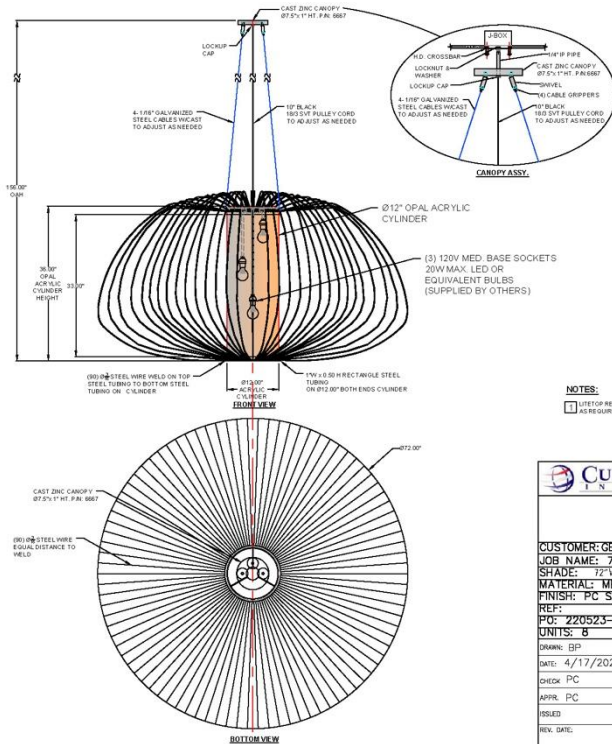 CAST ZINC CANOPY
Ø7.5"x 1" HT. P/N: 6667
LOCKUP
CAP
4- 1/16" GALVANIZED
STEEL CABLES W/CAST
TO ADJUST AS NEEDED
10" BLACK
18/3 SVT PULLEY CORD
TO ADJUST AS NEEDED
156.00"
OAH
36.00"
OPAL
ACRYLIC
CYLINDER
HEIGHT
33.00"
J-BOX
H.D. CROSSBAR
LOCKNUT &
WASHER
LOCKUP CAP
1/4" IP PIPE
CAST ZINC CANOPY
Ø7.5"x 1" HT. P/N: 6667
SWIVEL
(4) CABLE GRIPPERS
4- 1/16" GALVANIZED
STEEL CABLES W/CAST
TO ADJUST AS NEEDED
10" BLACK
18/3 SVT PULLEY CORD
TO ADJUST AS NEEDED
CANOPY ASSY.
Ø12" OPAL ACRYLIC
CYLINDER
(3) 120V MED. BASE SOCKETS
20W MAX. LED OR
EQUIVALENT BULBS
(SUPPLIED BY OTHERS)
(90) STEEL WIRE WELD ON TOP
STEEL TUBING TO BOTTOM STEEL
TUBING ON CYLINDER
Ø12.00"
ACRYLIC
CYLINDER
1"W x 0.50 H RECTANGLE STEEL
TUBING
ON Ø12.00" BOTH ENDS CYLINDER
FRONT VIEW
NOTES:
1
AS REQUIR
Ø72.00"
CAST ZINC CANOPY
Ø7.5"x 1" HT. P/N: 6667
(90) STEEL WIRE
EQUAL DISTANCE TO
WELD
BOTTOM VIEW
CU
I N
CUSTOMER: GE
JOB NAME: 7
SHADE: 72"W
MATERIAL: MI
FINISH: PC S
REF:
PO: 220523-
UNITS: 8
DRAWN: BP
DATE: 4/17/202
CHECK PC
APPR. PC
ISSUED
REV. DATE: